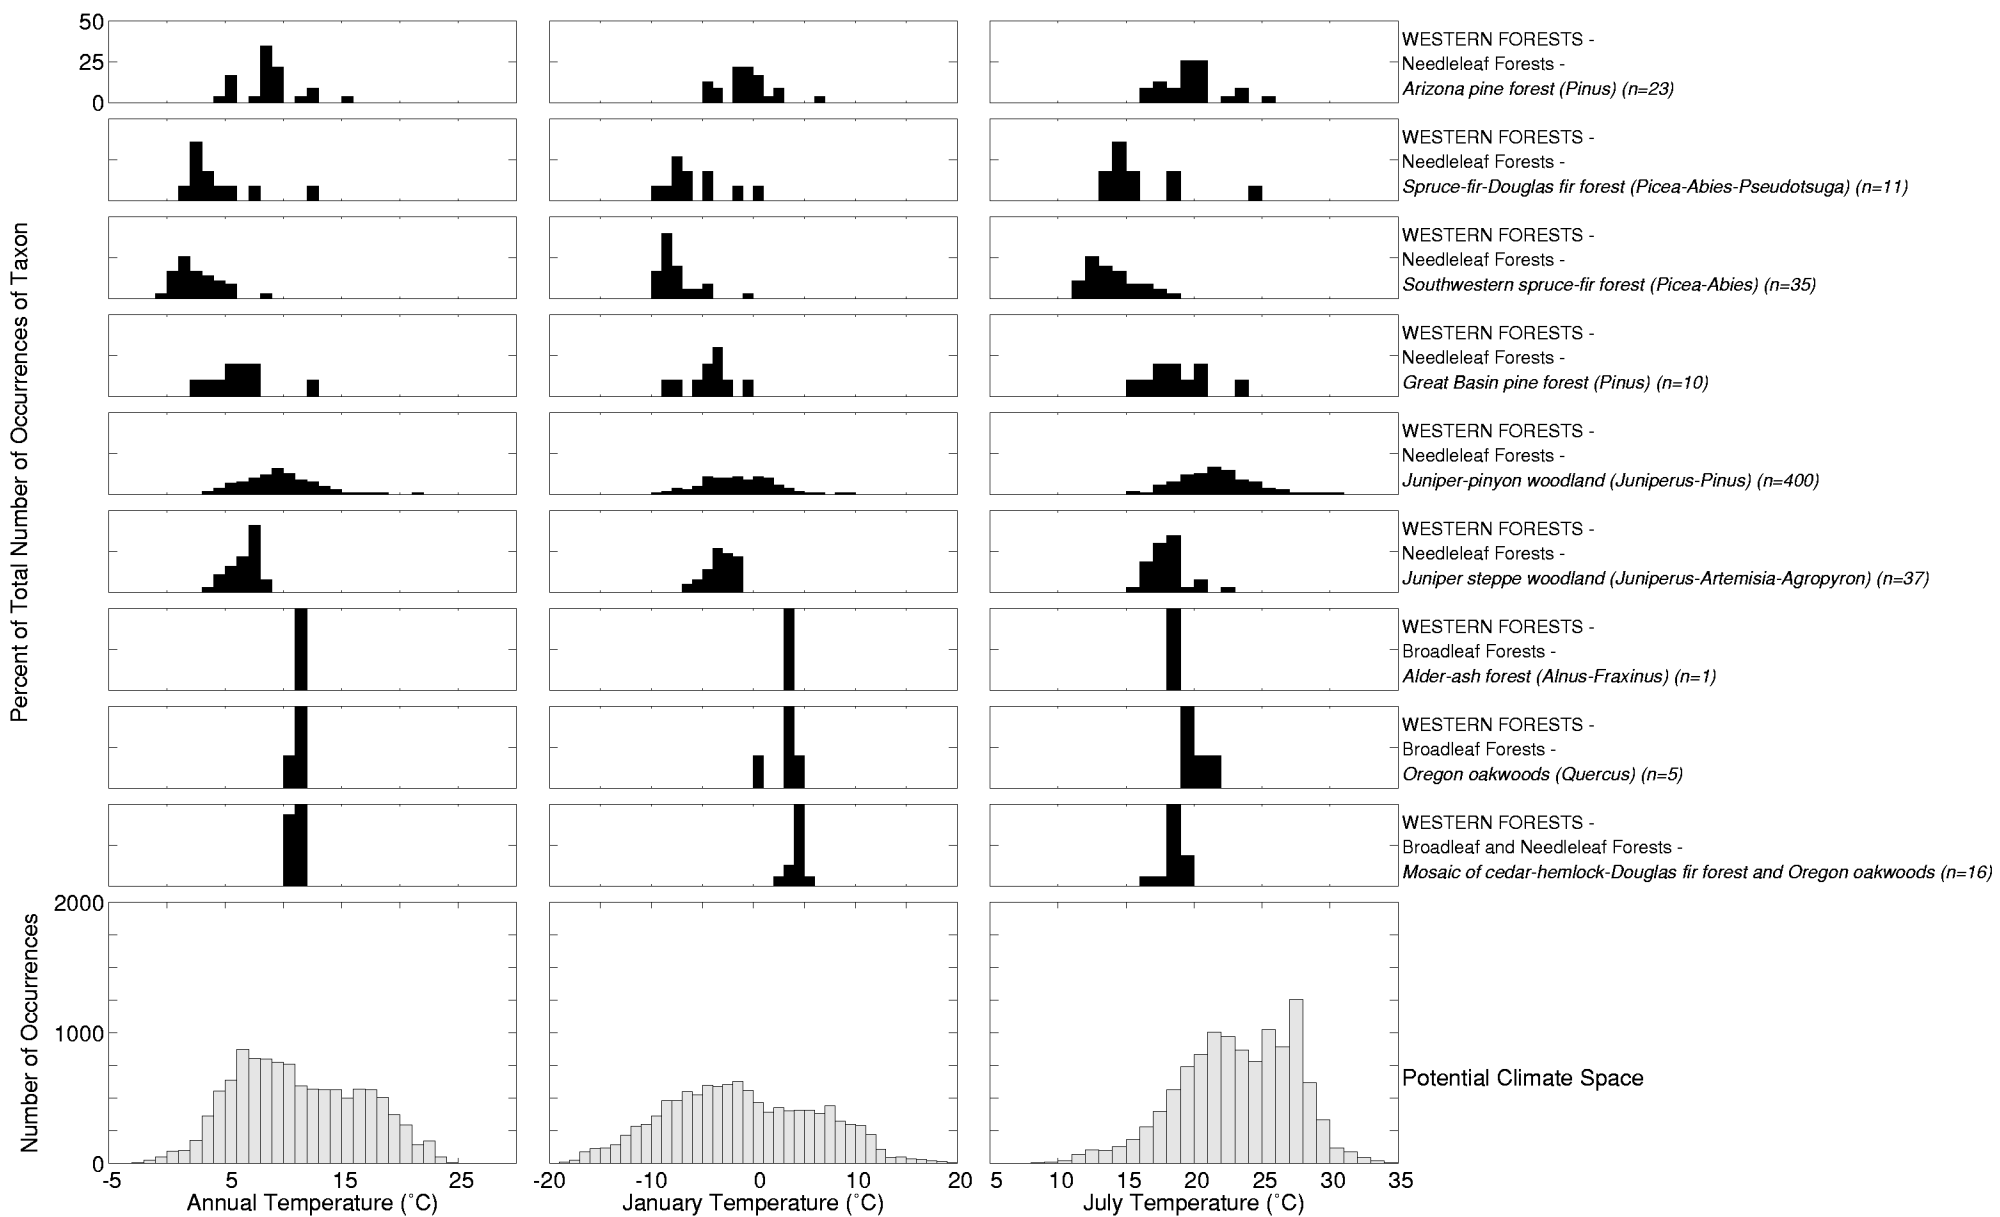 50
25
0
WESTERN FORESTS -
Needleleaf Forests -
Arizona pine forest (Pinus) (n=23)
WESTERN FORESTS -
Needleleaf Forests -
Spruce-fir-Douglas fir forest (Picea-Abies-Pseudotsuga) (n=11)
WESTERN FORESTS -
Needleleaf Forests -
Southwestern spruce-fir forest (Picea-Abies) (n=35)
WESTERN FORESTS -
Needleleaf Forests -
Great Basin pine forest (Pinus) (n=10)
WESTERN FORESTS -
Needleleaf Forests -
Juniper-pinyon woodland (Juniperus-Pinus) (n=400)
WESTERN FORESTS -
Needleleaf Forests -
Juniper steppe woodland (Juniperus-Artemisia-Agropyron) (n=37)
WESTERN FORESTS -
Broadleaf Forests -
Alder-ash forest (Alnus-Fraxinus) (n=1)
WESTERN FORESTS -
Broadleaf Forests -
Oregon oakwoods (Quercus) (n=5)
WESTERN FORESTS -
Broadleaf and Needleleaf Forests -
Mosaic of cedar-hemlock-Douglas fir forest and Oregon oakwoods (n=16)
Percent of Total Number of Occurrences of Taxon
2000
1000
0
Number of Occurrences
Potential Climate Space
-5 5 15 25
Annual Temperature (°C)
-20 -10 0 10 20
January Temperature (°C)
5 10 15 20 25 30 35
July Temperature (°C)